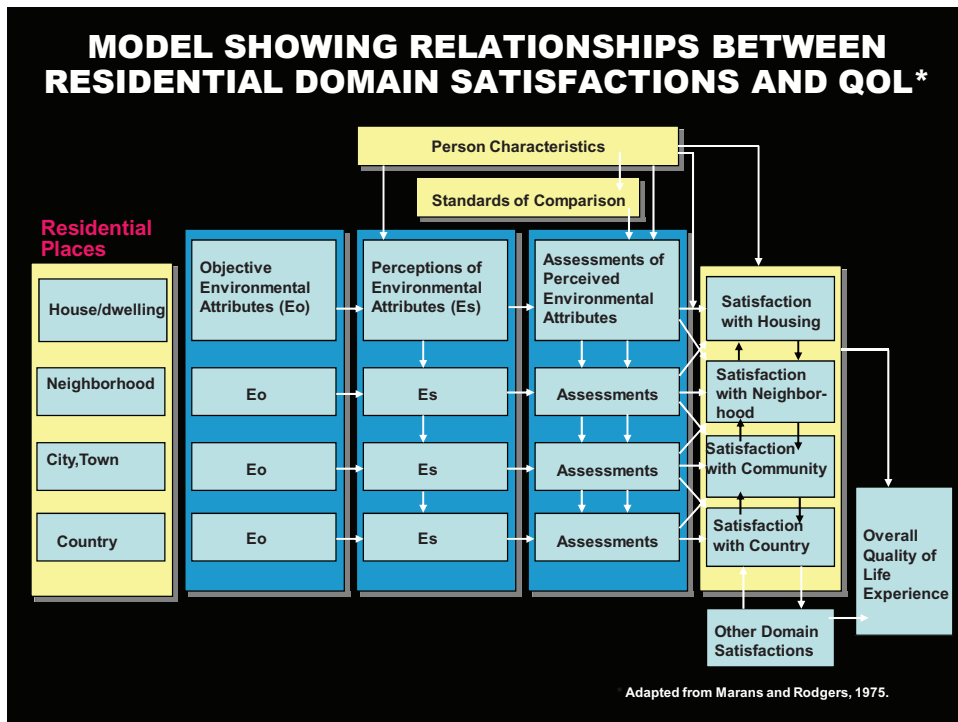 MODEL SHOWING RELATIONSHIPS BETWEEN
RESIDENTIAL DOMAIN SATISFACTIONS AND QOL*
Person Characteristics
Standards of Comparison
Residential
Places
House/dwelling
Neighborhood
City,Town
Country
Objective
Environmental
Attributes (Eo)
Eo
Eo
Eo
Perceptions of
Environmental
Attributes (Es)
Es
Es
Es
Assessments of
Perceived
Environmental
Attributes
Assessments
Assessments
Assessments
Satisfaction
with Housing
Satisfaction
with Neighbor-
hood
Satisfaction
with Community
Satisfaction
with Country
Other Domain
Satisfactions
Overall
Quality of
Life
Experience
* Adapted from Marans and Rodgers, 1975.